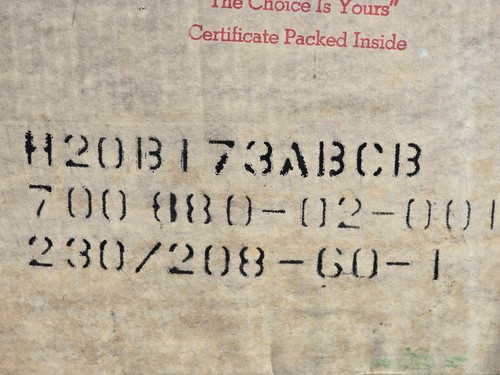 The Choice Is Yours"
Certificate Packed Inside
H20B173ABCB
700 880-02-001
230/208-60-1